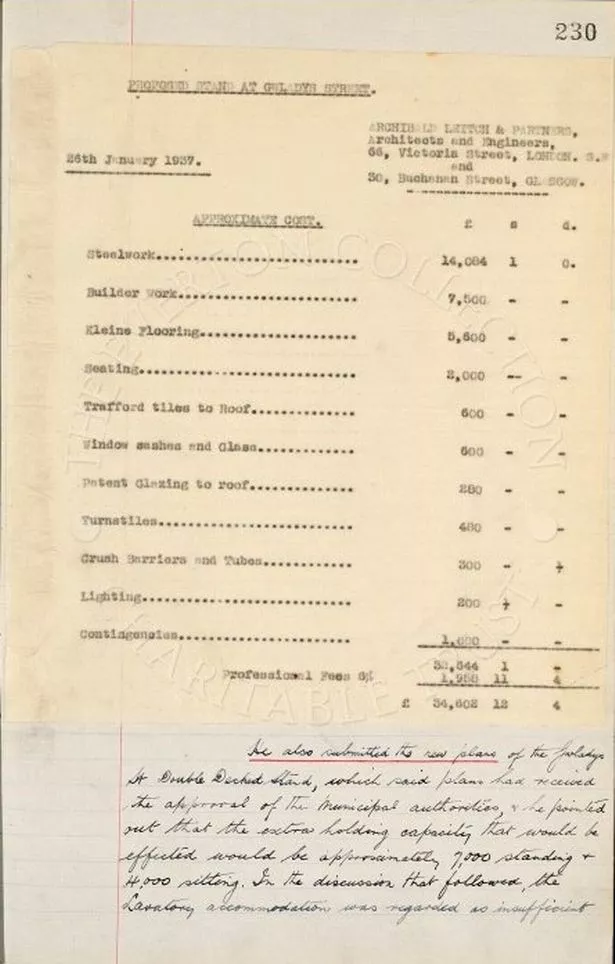 230
PROPOSED STAND AT GWLADYS STREET.
ARCHIBALD LEITCH & PARTNERS,
Architects and Engineers,
66, Victoria Street, LONDON. S.W
and
30, Buchanan Street, GLASGOW.
26th January 1937.
APPROXIMATE COST. £ s d.
Steelwork............................ 14,084 1 0.
Builder Work......................... 7,500 - -
Kleine Flooring...................... 5,600 - -
Seating.............................. 2,000 -- -
Trafford tiles to Roof............... 600 - -
Window sashes and Glass.............. 600 - -
Patent Glazing to roof.............. 280 - -
Turnstiles........................... 480 - -
Crush Barriers and Tubes............. 300 - -
Lighting............................. 200 - -
Contingencies........................ 1,000 - -
32,644 1 -
Professional Fees 6% 1,958 11 4
£ 34,602 12 4
He also submitted the new plans of the Gwladys
St Double Decked Stand, which said plans had received
the approval of the Municipal authorities, & he pointed
out that the extra holding capacity that would be
effected would be approximately 7,000 standing &
4,000 sitting. In the discussion that followed, the
Lavatory accommodation was regarded as insufficient
THE EVERTON COLLECTION
CHARITABLE TRUST